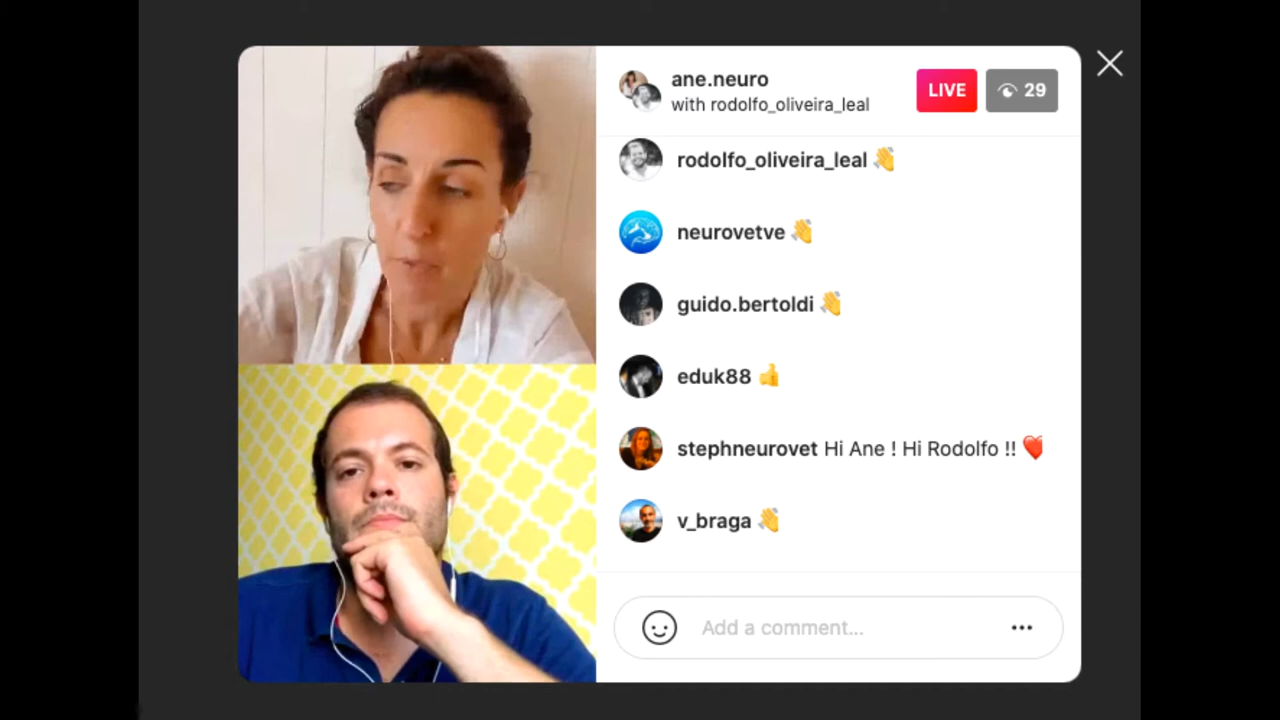 ane.neuro
with rodolfo_oliveira_leal
LIVE
29
rodolfo_oliveira_leal 👋
neurovetve 👋
guido.bertoldi 👋
eduk88 👍
stephneurovet Hi Ane ! Hi Rodolfo !! ❤️
v_braga 👋
Add a comment...